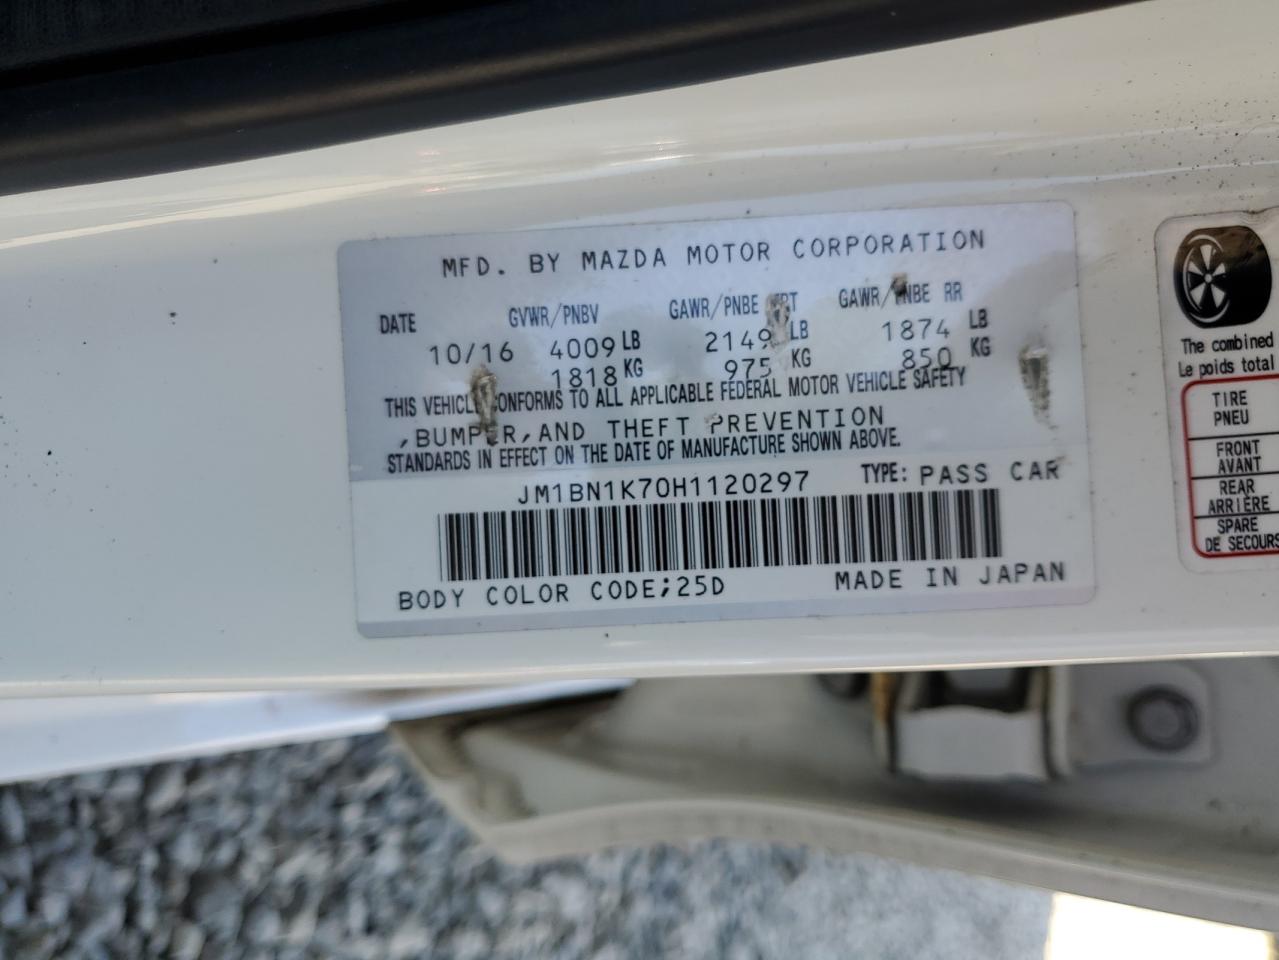 MFD. BY MAZDA MOTOR CORPORATION
DATE GVWR/PNBV GAWR/PNBE FRT GAWR/PNBE RR
10/16 4009 LB 2149 LB 1874 LB
1818 KG 975 KG 850 KG
THIS VEHICLE CONFORMS TO ALL APPLICABLE FEDERAL MOTOR VEHICLE SAFETY
,BUMPER,AND THEFT PREVENTION
STANDARDS IN EFFECT ON THE DATE OF MANUFACTURE SHOWN ABOVE.
JM1BN1K70H1120297 TYPE: PASS CAR
BODY COLOR CODE;25D MADE IN JAPAN
The combined
Le poids total
TIRE
PNEU
FRONT
AVANT
REAR
ARRIÈRE
SPARE
DE SECOURS